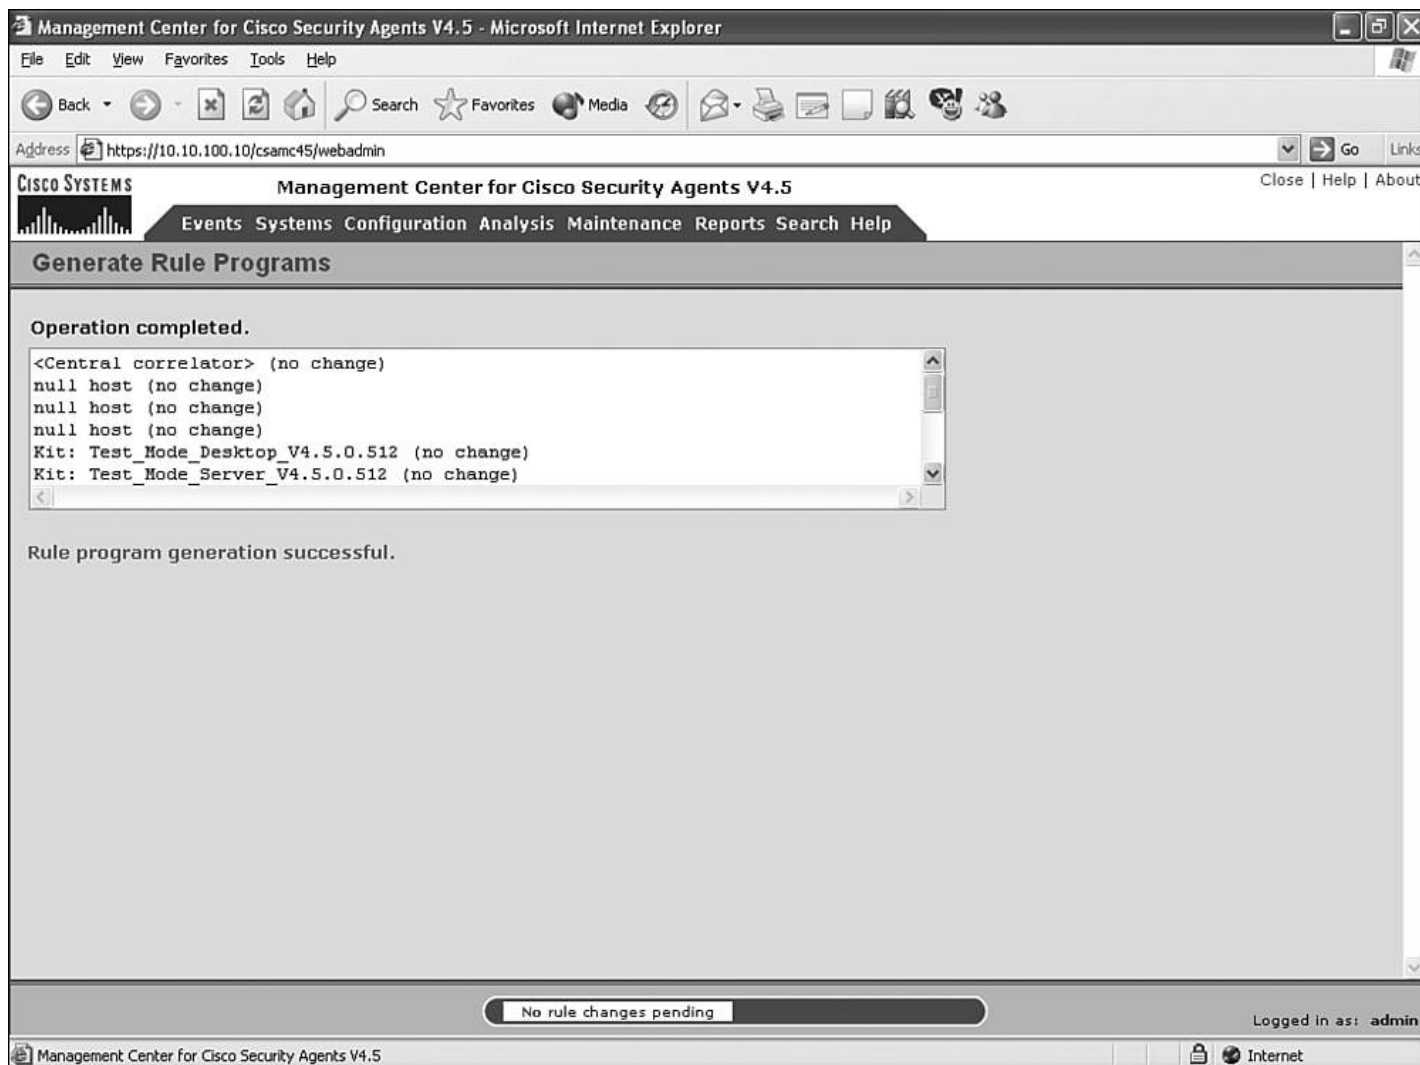 Management Center for Cisco Security Agents V4.5 - Microsoft Internet Explorer
File Edit View Favorites Tools Help
Back Search Favorites Media
Address https://10.10.100.10/csamc45/webadmin Go Links
CISCO SYSTEMS Management Center for Cisco Security Agents V4.5 Close | Help | About
Events Systems Configuration Analysis Maintenance Reports Search Help
Generate Rule Programs
Operation completed.
<Central correlator> (no change)
null host (no change)
null host (no change)
null host (no change)
Kit: Test_Mode_Desktop_V4.5.0.512 (no change)
Kit: Test_Mode_Server_V4.5.0.512 (no change)
Rule program generation successful.
No rule changes pending
Logged in as: admin
Management Center for Cisco Security Agents V4.5 Internet